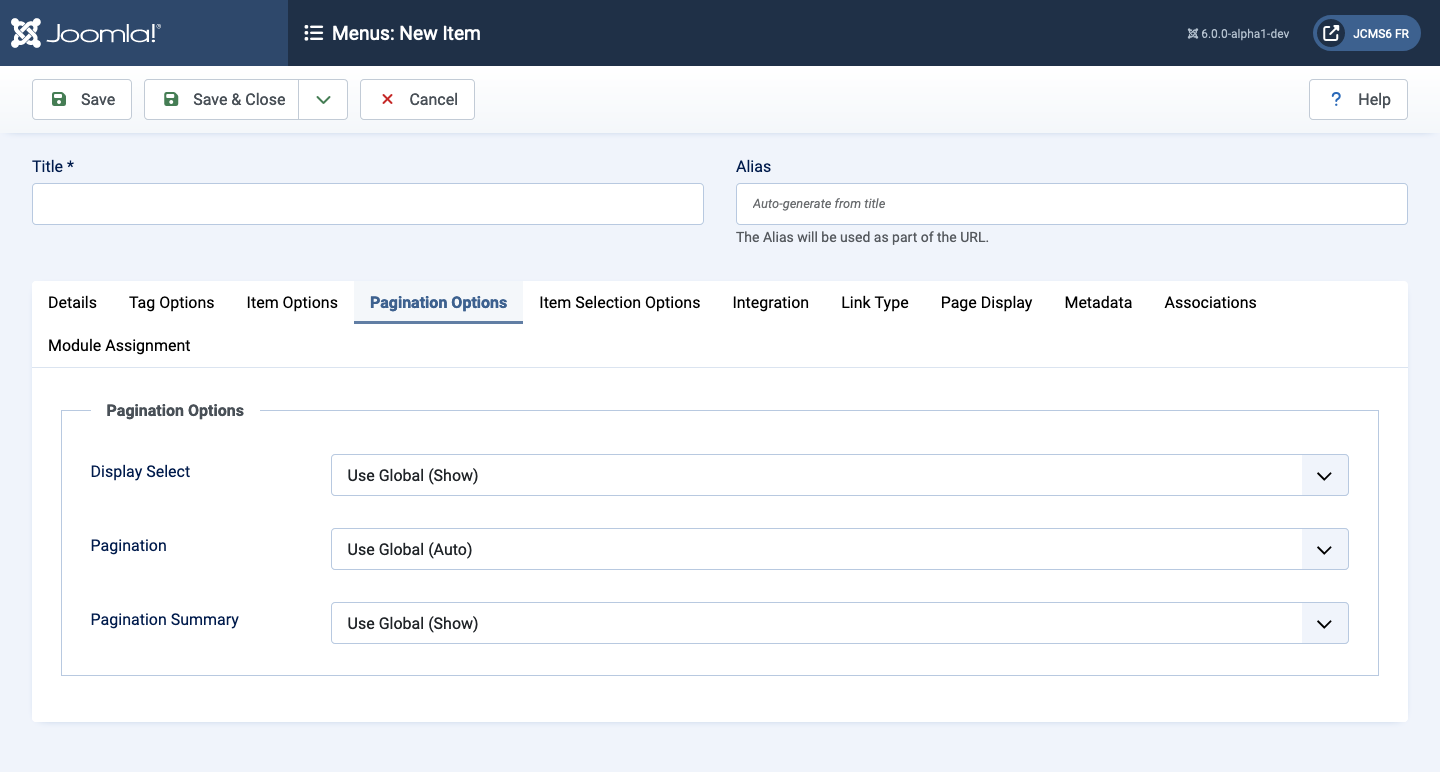 Joomla!®
Menus: New Item
6.0.0-alpha1-dev
JCMS6 FR
Save
Save & Close
Cancel
? Help
Title *
Alias
Auto-generate from title
The Alias will be used as part of the URL.
Details Tag Options Item Options Pagination Options Item Selection Options Integration Link Type Page Display Metadata Associations
Module Assignment
Pagination Options
Display Select Use Global (Show)
Pagination Use Global (Auto)
Pagination Summary Use Global (Show)